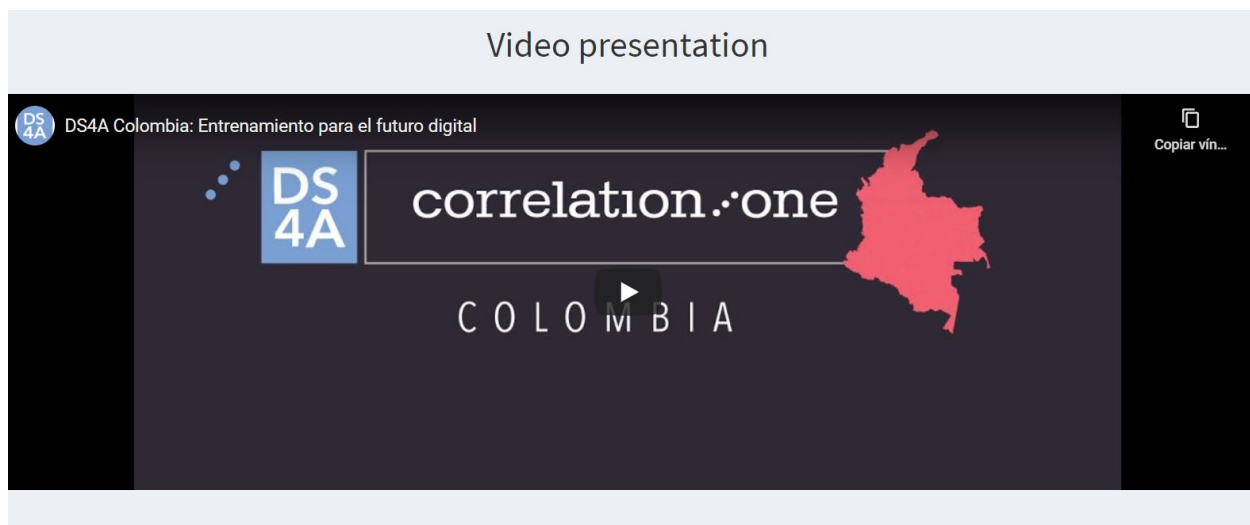 Video presentation
DS4A Colombia: Entrenamiento para el futuro digital
Copiar vín...
DS
4A
DS
4A
correlation one
COLOMBIA